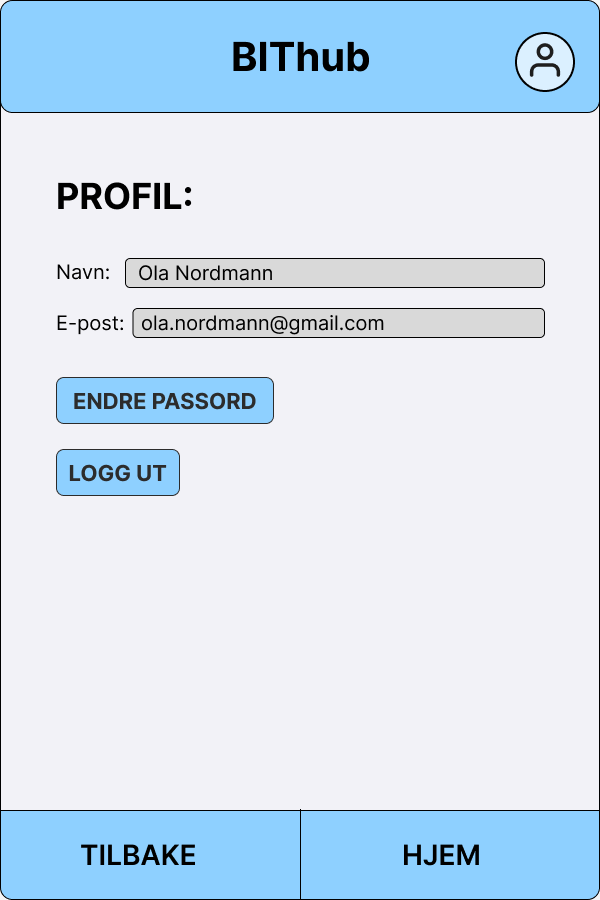 BIThub
PROFIL:
Navn: Ola Nordmann
E-post: ola.nordmann@gmail.com
ENDRE PASSORD
LOGG UT
TILBAKE HJEM